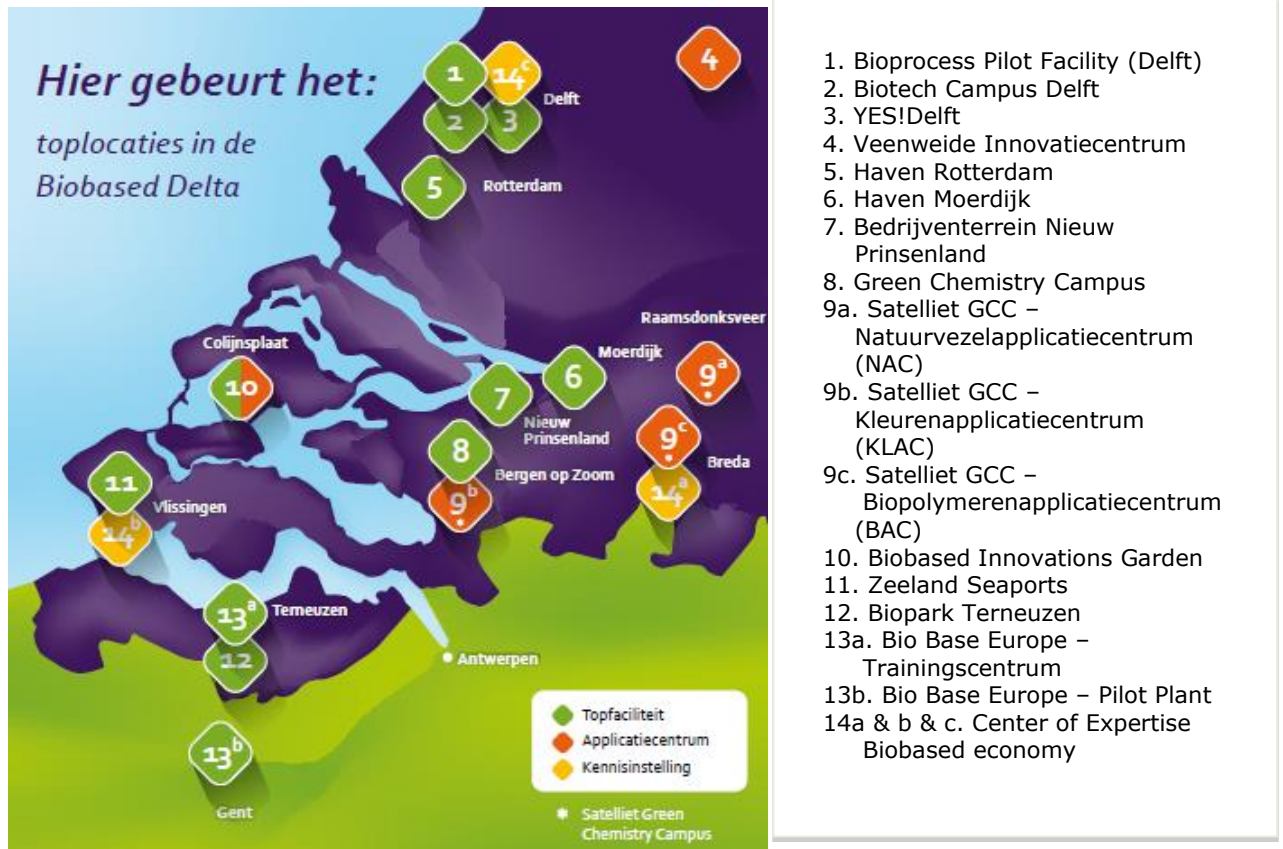 Hier gebeurt het:
toplocaties in de
Biobased Delta
1
14c
Delft
2
3
4
5
Rotterdam
Raamsdonksveer
Colijnsplaat
Moerdijk
10
6
9a
7
Nieuw
Prinsenland
8
9c
Bergen op Zoom
Breda
9b
14a
11
Vlissingen
14b
13a
Terneuzen
12
Antwerpen
13b
Gent
Topfaciliteit
Applicatiecentrum
Kennisinstelling
* Satelliet Green
Chemistry Campus
1. Bioprocess Pilot Facility (Delft)
2. Biotech Campus Delft
3. YES!Delft
4. Veenweide Innovatiecentrum
5. Haven Rotterdam
6. Haven Moerdijk
7. Bedrijventerrein Nieuw
Prinsenland
8. Green Chemistry Campus
9a. Satelliet GCC –
Natuurvezelapplicatiecentrum
(NAC)
9b. Satelliet GCC –
Kleurenapplicatiecentrum
(KLAC)
9c. Satelliet GCC –
Biopolymerenapplicatiecentrum
(BAC)
10. Biobased Innovations Garden
11. Zeeland Seaports
12. Biopark Terneuzen
13a. Bio Base Europe –
Trainingscentrum
13b. Bio Base Europe – Pilot Plant
14a & b & c. Center of Expertise
Biobased economy